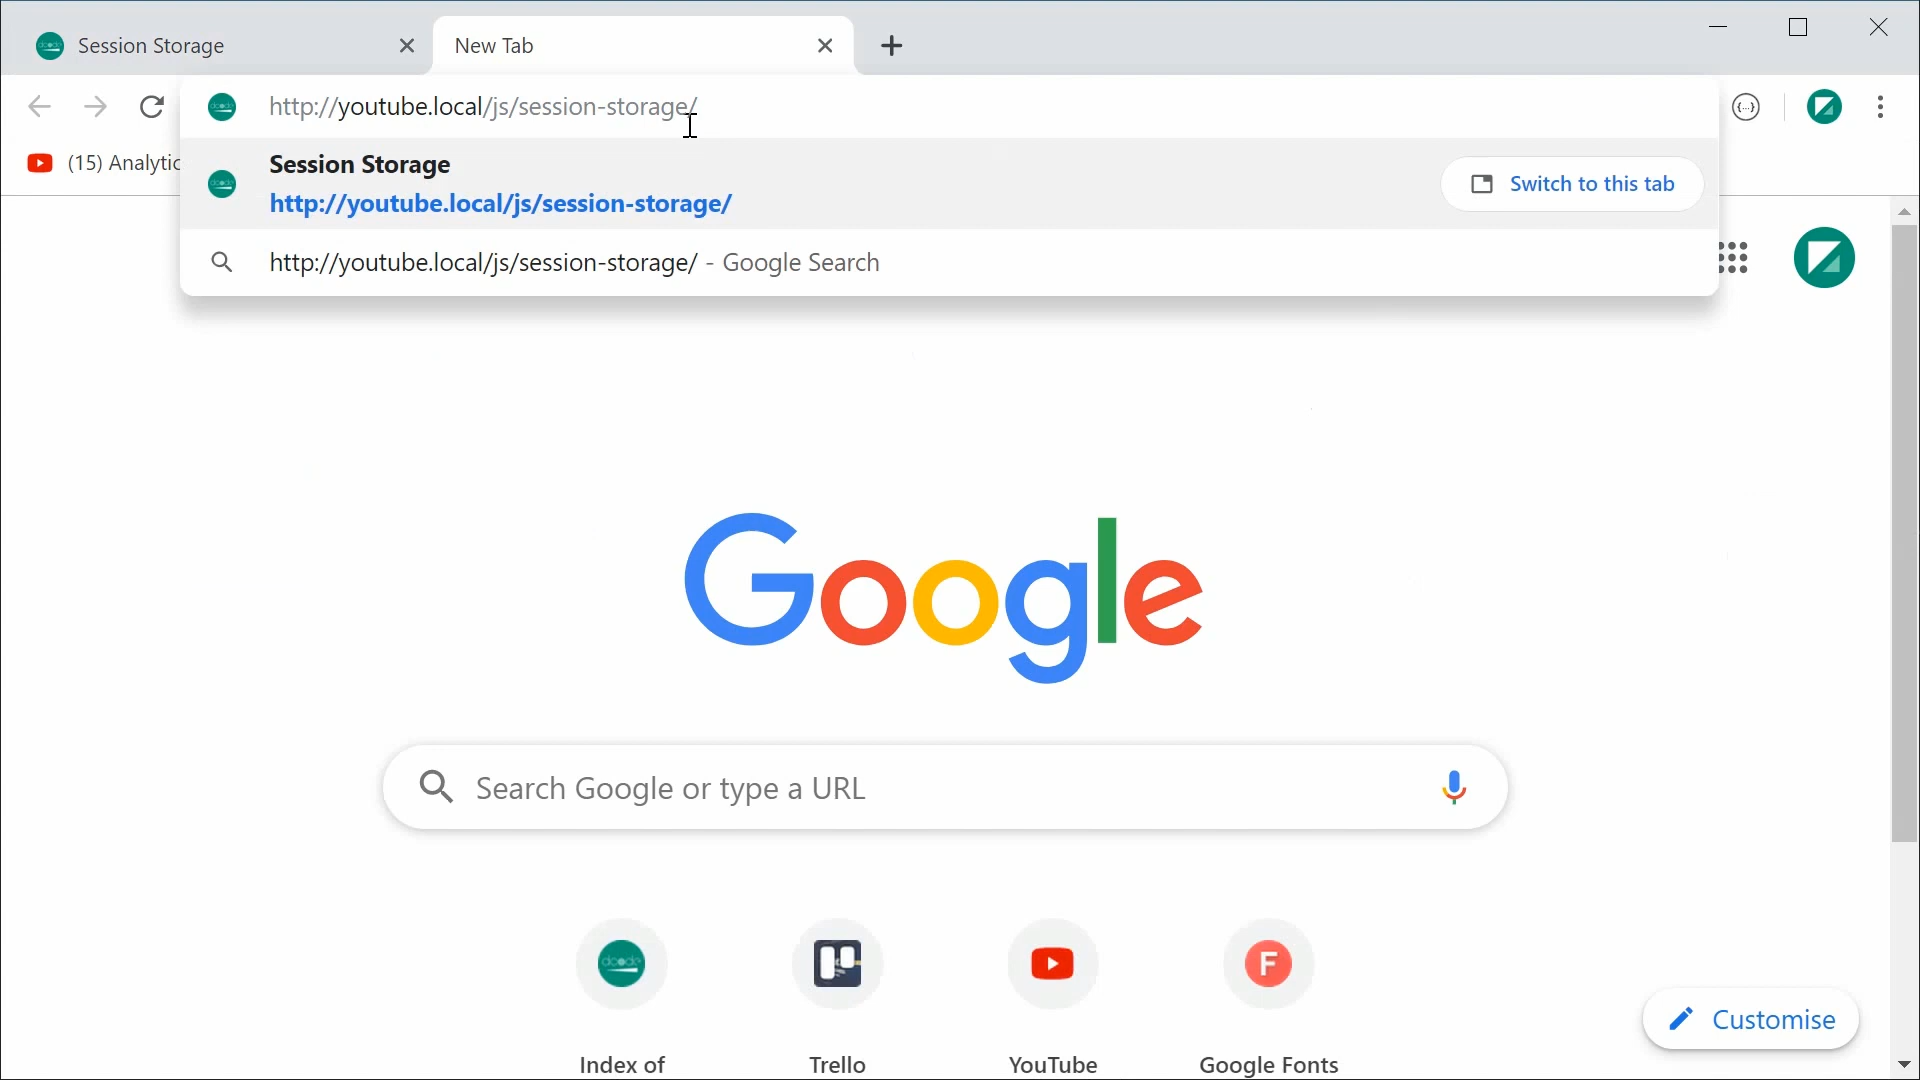 Session Storage
New Tab
http://youtube.local/js/session-storage/
(15) Analytic
Session Storage
http://youtube.local/js/session-storage/
Switch to this tab
http://youtube.local/js/session-storage/ - Google Search
Google
Search Google or type a URL
dcode
F
Index of
Trello
YouTube
Google Fonts
Customise